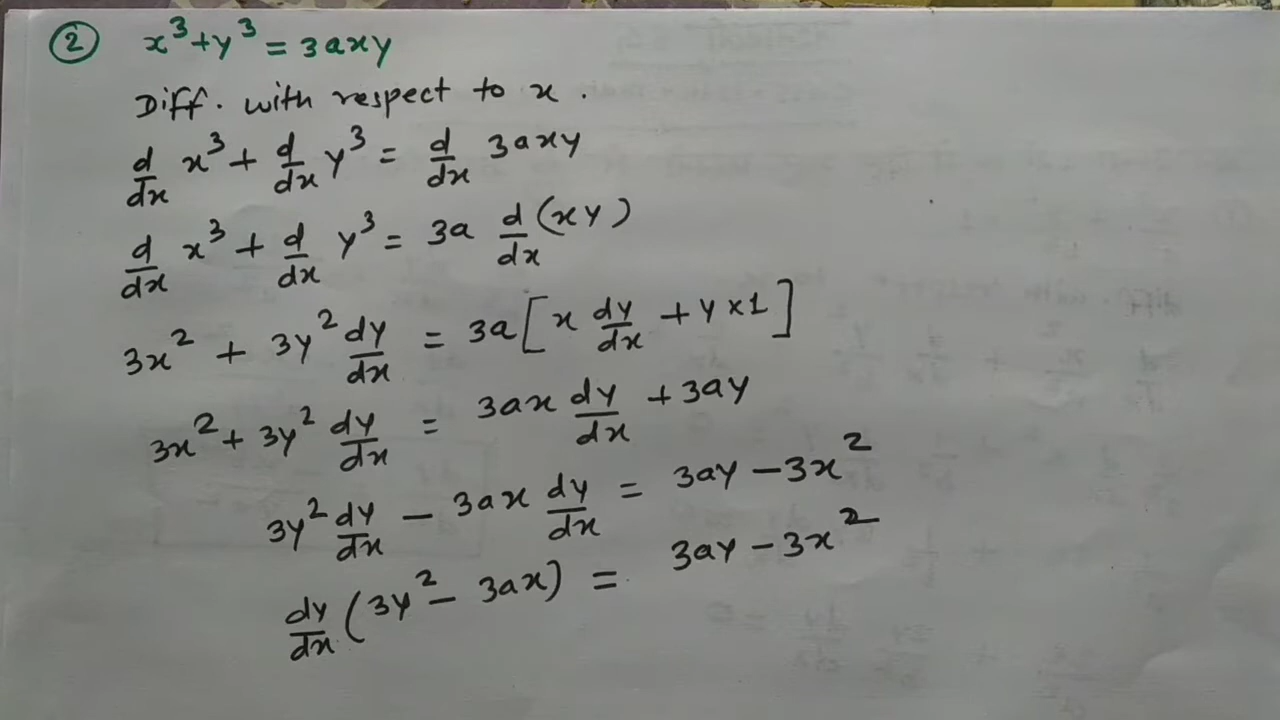 ② x³+y³ = 3axy
Diff. with respect to x.
d/dx x³ + d/dx y³ = d/dx 3axy
d/dx x³ + d/dx y³ = 3a d/dx (xy)
3x² + 3y² dy/dx = 3a[x dy/dx + y×1]
3x² + 3y² dy/dx = 3ax dy/dx + 3ay
3y² dy/dx − 3ax dy/dx = 3ay − 3x²
dy/dx (3y² − 3ax) = 3ay − 3x²